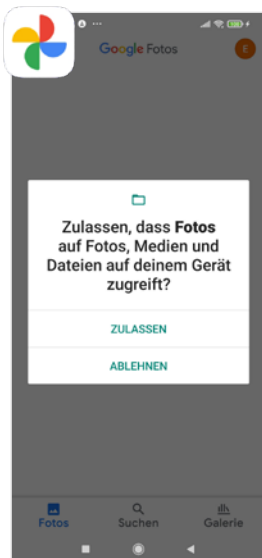 Google Fotos
E
Zulassen, dass Fotos
auf Fotos, Medien und
Dateien auf deinem Gerät
zugreift?
ZULASSEN
ABLEHNEN
Fotos
Suchen
Galerie